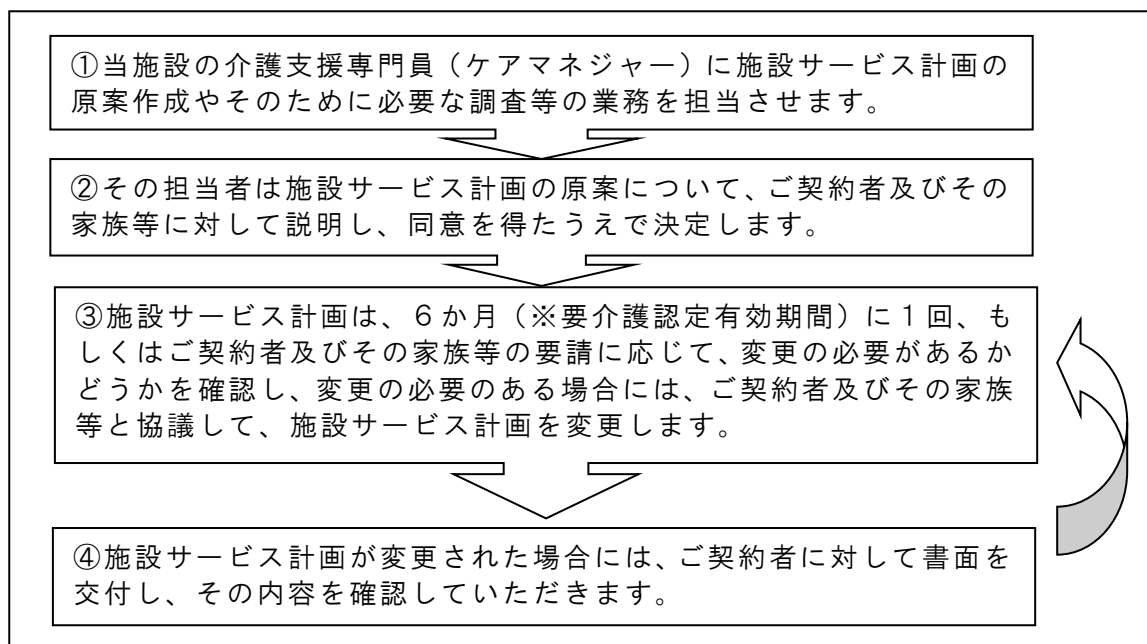 ①当施設の介護支援専門員（ケアマネジャー）に施設サービス計画の
原案作成やそのために必要な調査等の業務を担当させます。
②その担当者は施設サービス計画の原案について、ご契約者及びその
家族等に対して説明し、同意を得たうえで決定します。
③施設サービス計画は、６か月（※要介護認定有効期間）に１回、も
しくはご契約者及びその家族等の要請に応じて、変更の必要があるか
どうかを確認し、変更の必要のある場合には、ご契約者及びその家族
等と協議して、施設サービス計画を変更します。
④施設サービス計画が変更された場合には、ご契約者に対して書面を
交付し、その内容を確認していただきます。